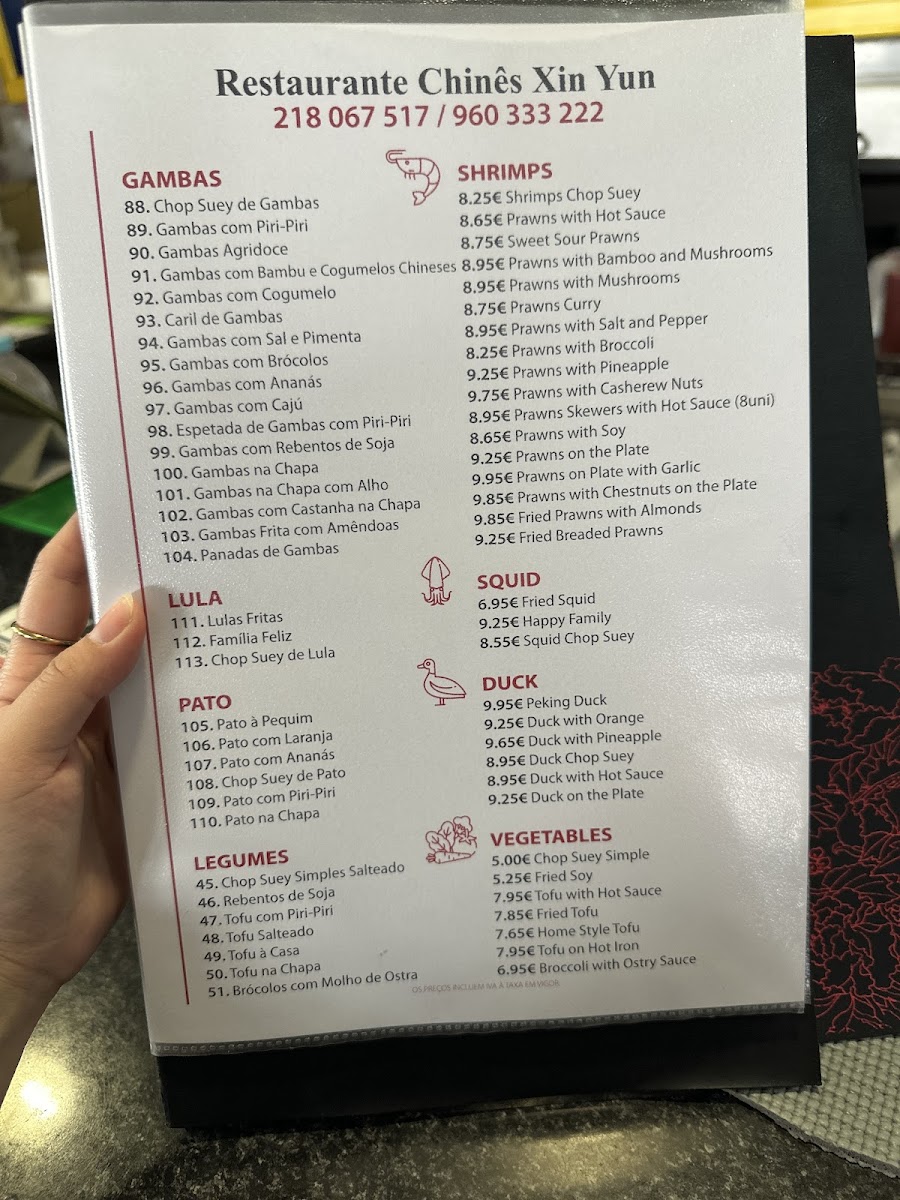 Restaurante Chinês Xin Yun
218 067 517 / 960 333 222
GAMBAS SHRIMPS
88. Chop Suey de Gambas 8.25€ Shrimps Chop Suey
89. Gambas com Piri-Piri 8.65€ Prawns with Hot Sauce
90. Gambas Agridoce 8.75€ Sweet Sour Prawns
91. Gambas com Bambu e Cogumelos Chineses 8.95€ Prawns with Bamboo and Mushrooms
92. Gambas com Cogumelo 8.95€ Prawns with Mushrooms
93. Caril de Gambas 8.75€ Prawns Curry
94. Gambas com Sal e Pimenta 8.95€ Prawns with Salt and Pepper
95. Gambas com Brócolos 8.25€ Prawns with Broccoli
96. Gambas com Ananás 9.25€ Prawns with Pineapple
97. Gambas com Cajú 9.75€ Prawns with Casherew Nuts
98. Espetada de Gambas com Piri-Piri 8.95€ Prawns Skewers with Hot Sauce (8uni)
99. Gambas com Rebentos de Soja 8.65€ Prawns with Soy
100. Gambas na Chapa 9.25€ Prawns on the Plate
101. Gambas na Chapa com Alho 9.95€ Prawns on Plate with Garlic
102. Gambas com Castanha na Chapa 9.85€ Prawns with Chestnuts on the Plate
103. Gambas Frita com Amêndoas 9.85€ Fried Prawns with Almonds
104. Panadas de Gambas 9.25€ Fried Breaded Prawns
LULA SQUID
111. Lulas Fritas 6.95€ Fried Squid
112. Família Feliz 9.25€ Happy Family
113. Chop Suey de Lula 8.55€ Squid Chop Suey
PATO DUCK
105. Pato à Pequim 9.95€ Peking Duck
106. Pato com Laranja 9.25€ Duck with Orange
107. Pato com Ananás 9.65€ Duck with Pineapple
108. Chop Suey de Pato 8.95€ Duck Chop Suey
109. Pato com Piri-Piri 8.95€ Duck with Hot Sauce
110. Pato na Chapa 9.25€ Duck on the Plate
LEGUMES VEGETABLES
45. Chop Suey Simples Salteado 5.00€ Chop Suey Simple
46. Rebentos de Soja 5.25€ Fried Soy
47. Tofu com Piri-Piri 7.95€ Tofu with Hot Sauce
48. Tofu Salteado 7.85€ Fried Tofu
49. Tofu à Casa 7.65€ Home Style Tofu
50. Tofu na Chapa 7.95€ Tofu on Hot Iron
51. Brócolos com Molho de Ostra 6.95€ Broccoli with Ostry Sauce
OS PREÇOS INCLUEM IVA À TAXA EM VIGOR